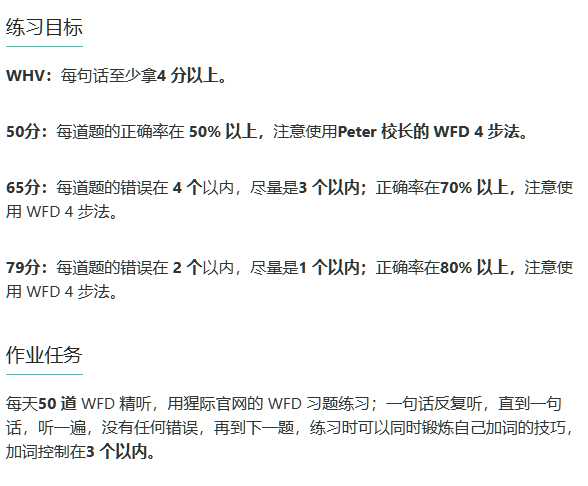 练习目标
WHV：每句话至少拿4 分以上。
50分：每道题的正确率在 50% 以上，注意使用Peter 校长的 WFD 4 步法。
65分：每道题的错误在 4 个以内，尽量是3 个以内；正确率在70% 以上，注意使
用 WFD 4 步法。
79分：每道题的错误在 2 个以内，尽量是1 个以内；正确率在80% 以上，注意使
用 WFD 4 步法。
作业任务
每天50 道 WFD 精听，用猩际官网的 WFD 习题练习；一句话反复听，直到一句
话，听一遍，没有任何错误，再到下一题，练习时可以同时锻炼自己加词的技巧，
加词控制在3 个以内。